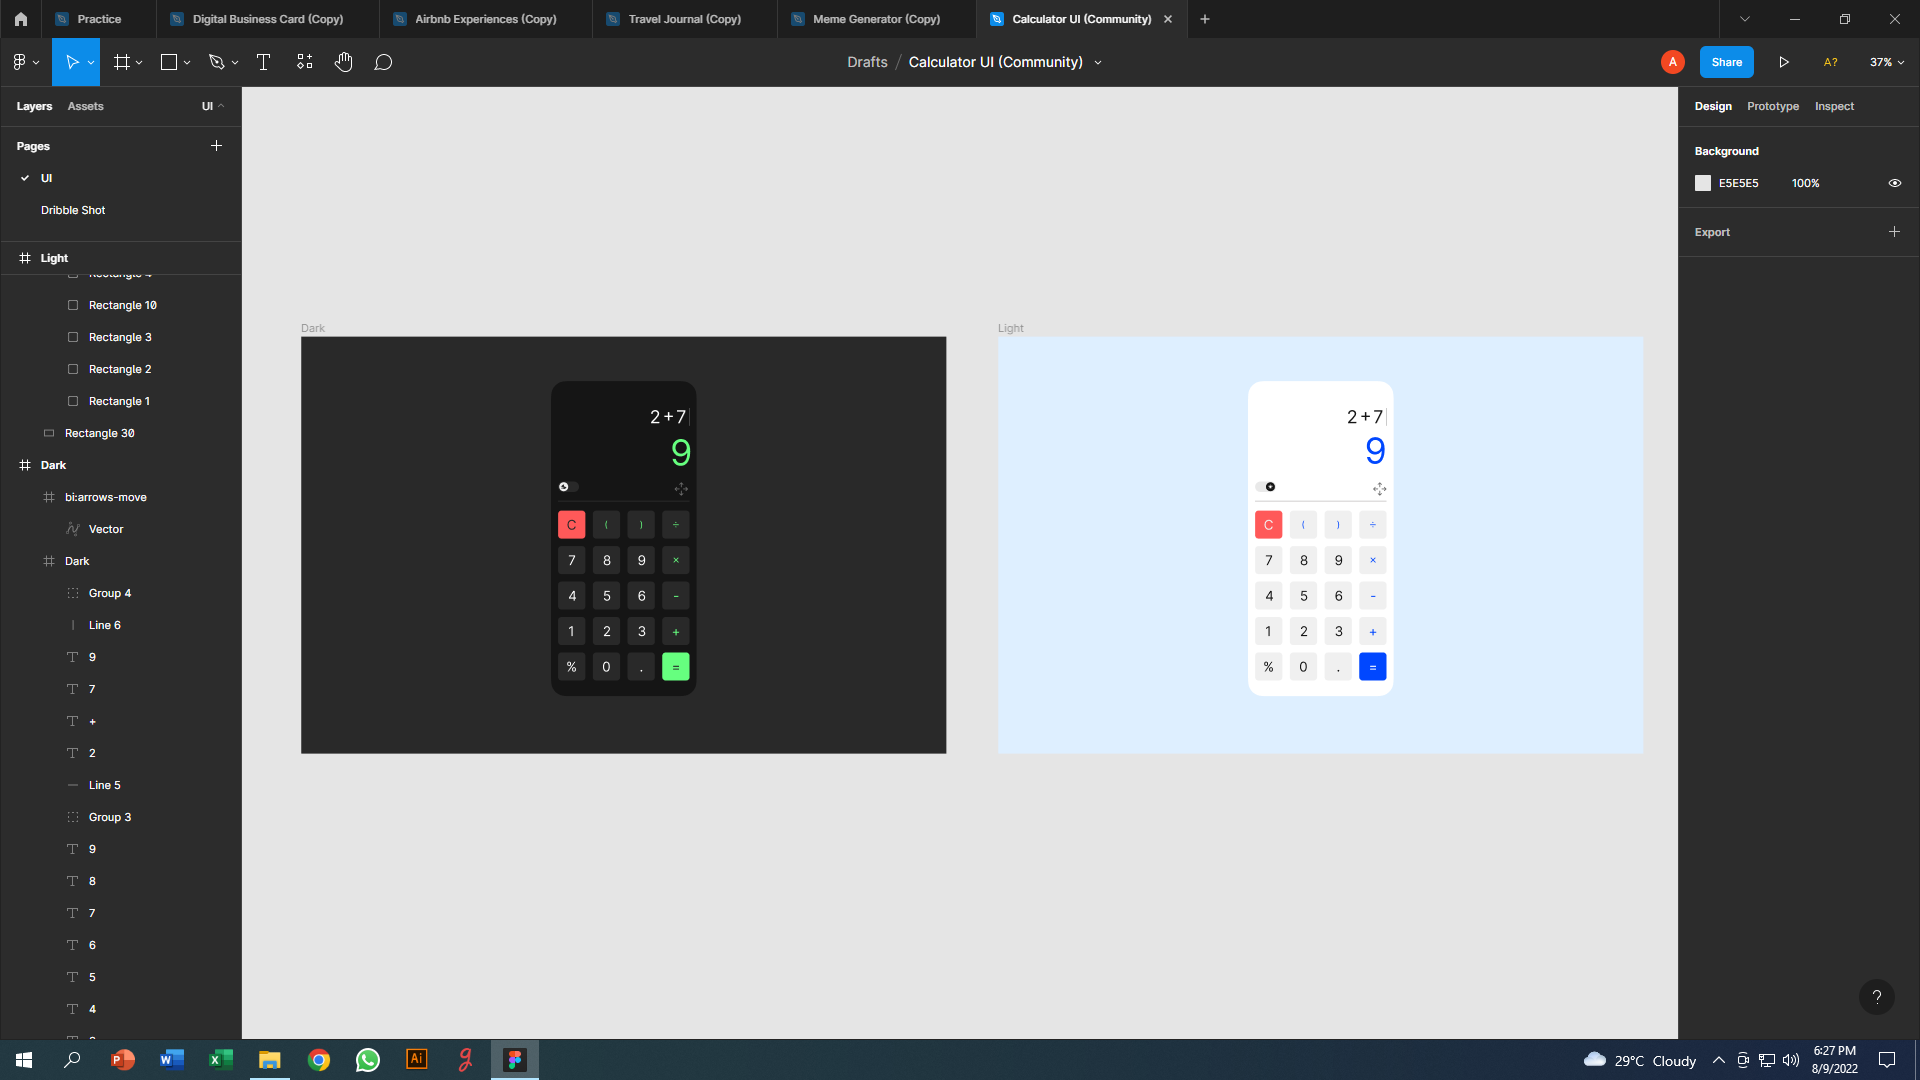 Practice
Digital Business Card (Copy)
Airbnb Experiences (Copy)
Travel Journal (Copy)
Meme Generator (Copy)
Calculator UI (Community)
Drafts / Calculator UI (Community)
A
Share
A?
37%
Layers
Assets
UI
Pages
UI
Dribble Shot
Light
Rectangle 10
Rectangle 3
Rectangle 2
Rectangle 1
Rectangle 30
Dark
bi:arrows-move
Vector
Dark
Group 4
Line 6
9
7
+
2
Line 5
Group 3
9
8
7
6
5
4
Dark
2+7
9
C ( ) ÷
7 8 9 ×
4 5 6 -
1 2 3 +
% 0 . =
Light
2+7
9
C ( ) ÷
7 8 9 ×
4 5 6 -
1 2 3 +
% 0 . =
Design
Prototype
Inspect
Background
E5E5E5
100%
Export
?
P
W
X
Ai
g
29°C Cloudy
6:27 PM
8/9/2022